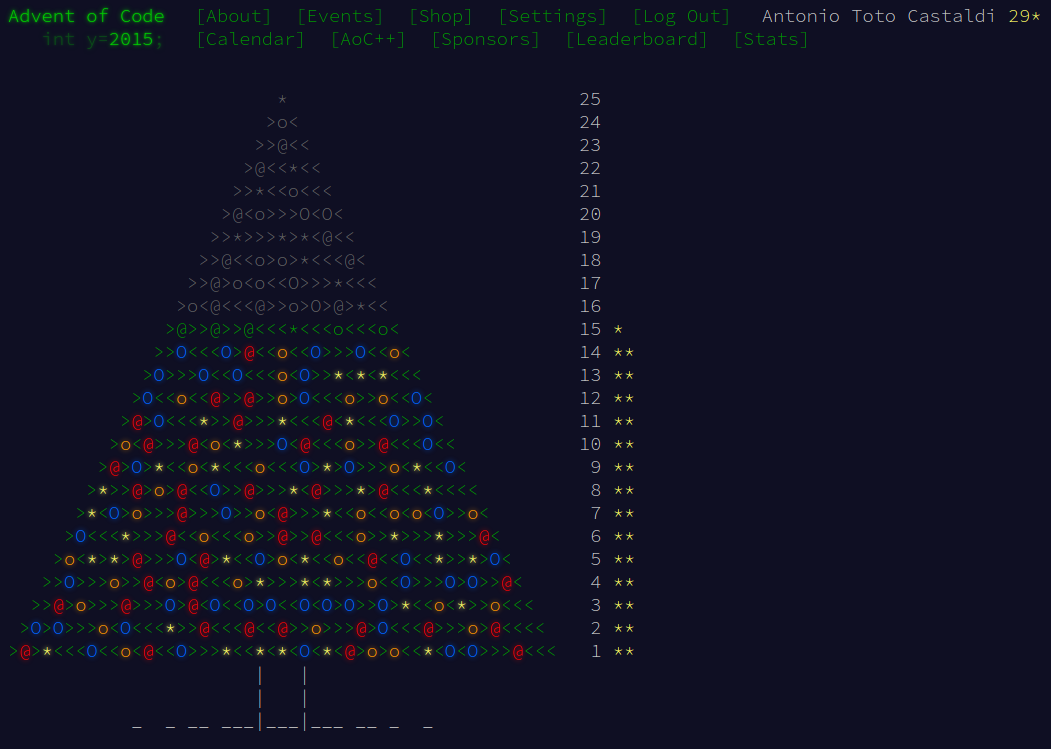 Advent of Code [About] [Events] [Shop] [Settings] [Log Out] Antonio Toto Castaldi 29*
int y=2015; [Calendar] [AoC++] [Sponsors] [Leaderboard] [Stats]
* 25
>o< 24
>>@<< 23
>@<<*<< 22
>>*<<o<<< 21
>@<o>>>O<O< 20
>>*>>>*>*<@<< 19
>>@<<o>o>*<<<@< 18
>>@>o<o<<O>>>*<<< 17
>o<@<<<@>>o>O>@>*<< 16
>@>>@>>@<<<*<<<o<<<o< 15 *
>>O<<<O>@<<o<<O>>>O<<o< 14 **
>O>>>O<<O<<<o<O>>*<*<*<<< 13 **
>O<<o<<@>>@>>o>O<<<o>>o<<O< 12 **
>@>O<<<*>>@>>>*<<<@<*<<<O>>O< 11 **
>o<@>>>@<o<*>>>O<@<<<o>>@<<<O<< 10 **
>@>O>*<<o<*<<<o<<<O>*>O>>>o<*<<O< 9 **
>*>>@>o>@<<O>>@>>>*<@>>>*>@<<<*<<<< 8 **
>*<O>o>>>@>>>O>>o<@>>>*<<o<<o<o<O>>o< 7 **
>O<<<*>>>@<<o<<<o>>@>>@<<<o>>*>>>*>>>@< 6 **
>o<*>*>@>>>O<@>*<<O>o<*<<o<<@<<O<<*>>*>O< 5 **
>>O>>>o>>@<o>@<<<o>*>>>*<*>>>o<<O<<<O>O>>@< 4 **
>>@>o>>>@>>>O>@<O<<O<O<<O<O>O>>O>*<<o<*>>o<<< 3 **
>O>O>>>o<O<<<*>>@<<<@<<@>>o>>>@>O<<<@>>>o>@<<<< 2 **
>@>*<<<O<<o<@<<O>>>*<<*<*<O<*<@>o>o<<*<O<O>>>@<<< 1 **
| |
| |
_ _ __ ___|___|___ __ _ _